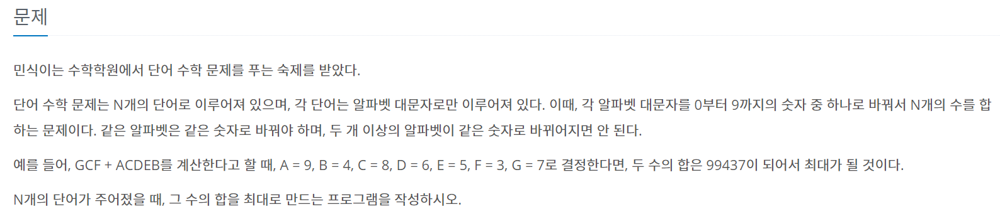 문제
민식이는 수학학원에서 단어 수학 문제를 푸는 숙제를 받았다.
단어 수학 문제는 N개의 단어로 이루어져 있으며, 각 단어는 알파벳 대문자로만 이루어져 있다. 이때, 각 알파벳 대문자를 0부터 9까지의 숫자 중 하나로 바꿔서 N개의 수를 합
하는 문제이다. 같은 알파벳은 같은 숫자로 바꿔야 하며, 두 개 이상의 알파벳이 같은 숫자로 바뀌어지면 안 된다.
예를 들어, GCF + ACDEB를 계산한다고 할 때, A = 9, B = 4, C = 8, D = 6, E = 5, F = 3, G = 7로 결정한다면, 두 수의 합은 99437이 되어서 최대가 될 것이다.
N개의 단어가 주어졌을 때, 그 수의 합을 최대로 만드는 프로그램을 작성하시오.